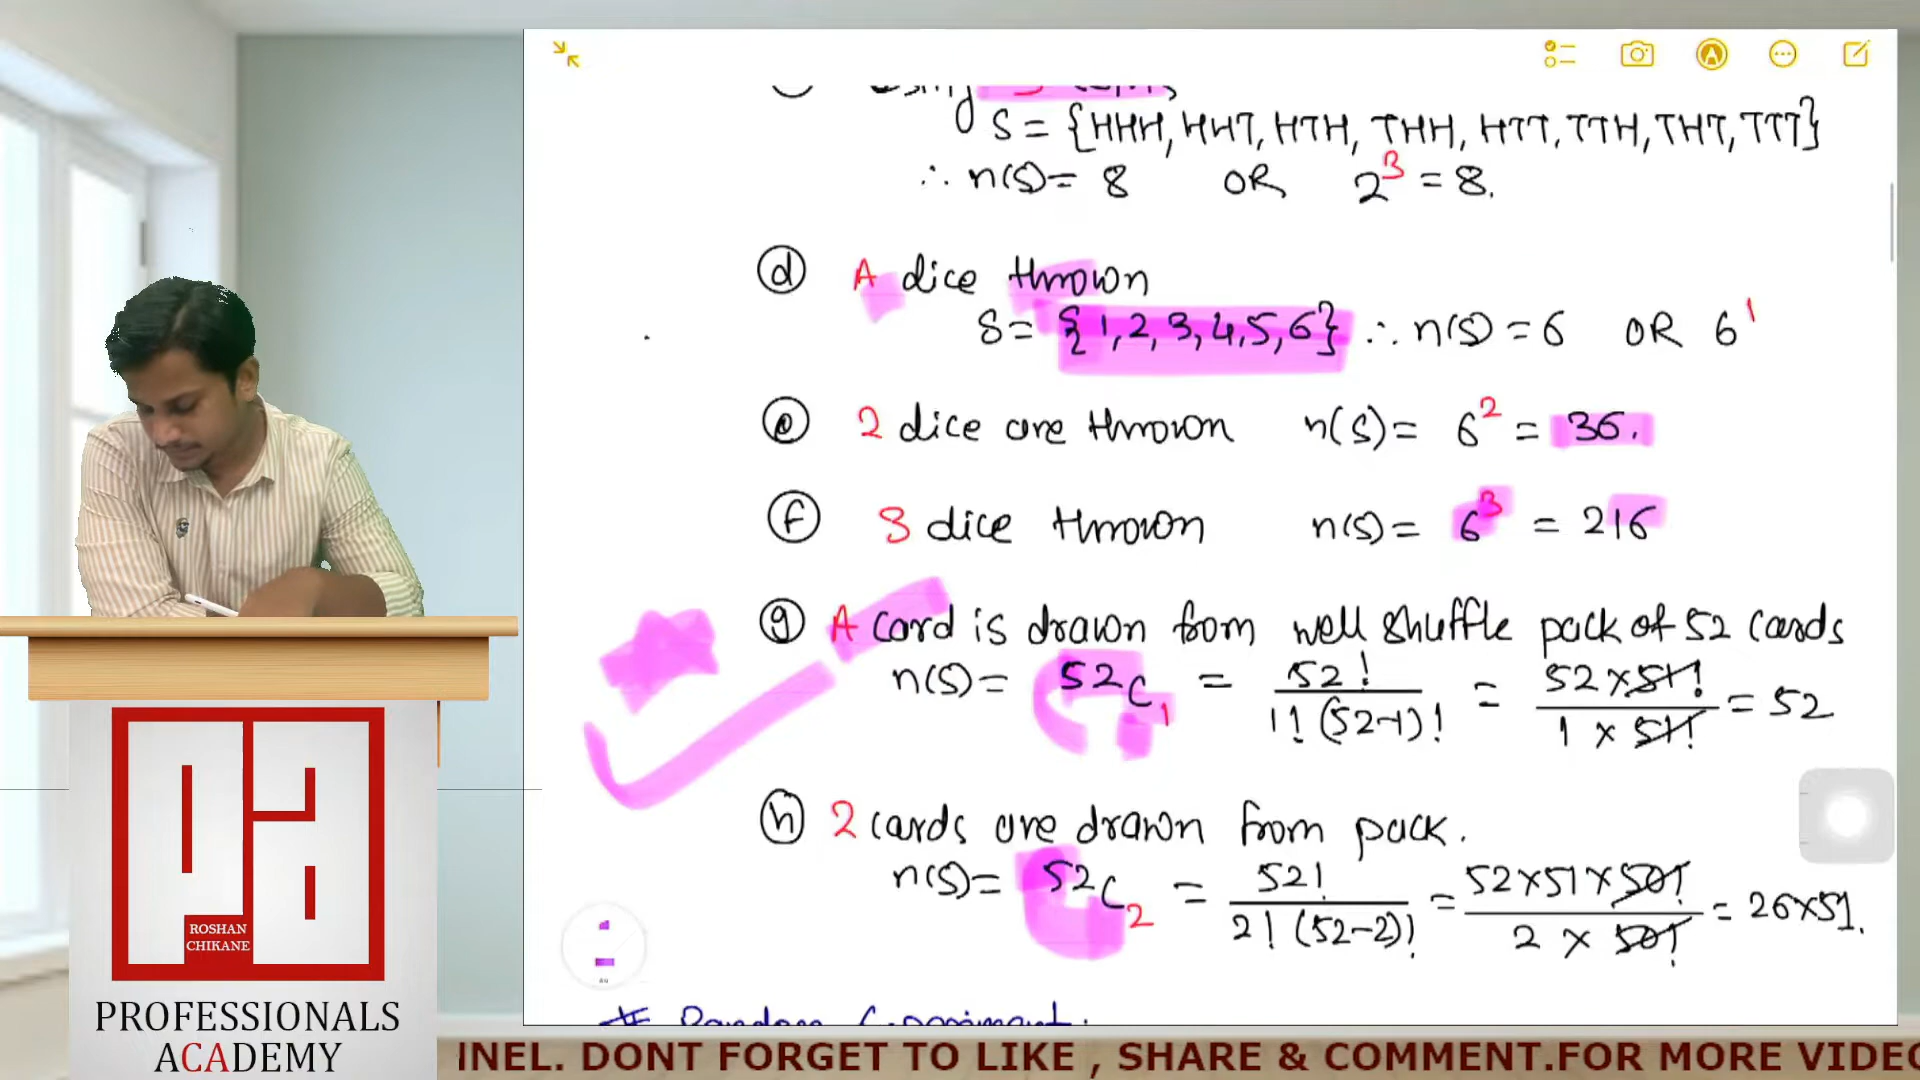 S = {HHH, HHT, HTH, THH, HTT, TTH, THT, TTT}
∴ n(S) = 8 OR 2³ = 8.
ⓓ A dice thrown
S = {1,2,3,4,5,6} ∴ n(S) = 6 OR 6¹
ⓔ 2 dice are thrown n(S) = 6² = 36.
ⓕ 3 dice thrown n(S) = 6³ = 216
ⓖ A card is drawn from well shuffle pack of 52 cards
n(S) = 52C₁ = 52! / 1! (52-1)! = 52 × 51! / 1 × 51! = 52
ⓗ 2 cards are drawn from pack.
n(S) = 52C₂ = 52! / 2! (52-2)! = 52×51×50! / 2 × 50! = 26×51.
pa
ROSHAN
CHIKANE
PROFESSIONALS
ACADEMY
NEL. DONT FORGET TO LIKE , SHARE & COMMENT.FOR MORE VIDEO